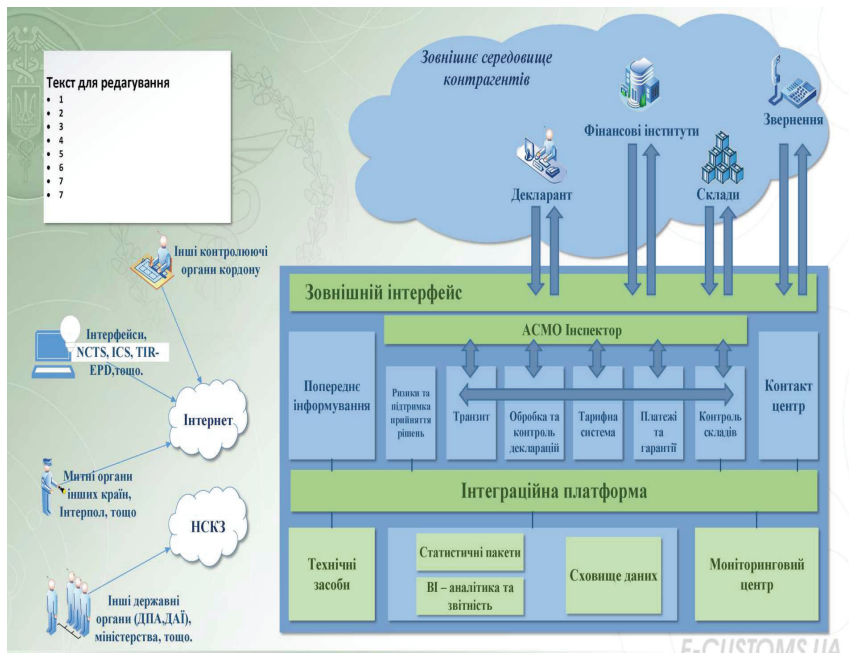 Текст для редагування
• 1
• 2
• 3
• 4
• 5
• 6
• 7
• 7
Зовнішнє середовище
контрагентів
Фінансові інститути
Звернення
Декларант
Склади
Інші контролюючі
органи кордону
Інтерфейси,
NCTS, ICS, TIR-
EPD,тощо.
Інтернет
Митні органи
інших країн,
Інтерпол, тощо
НСКЗ
Інші державні
органи (ДПА,ДАЇ),
міністерства, тощо.
Зовнішній інтерфейс
АСМО Інспектор
Попереднє
інформування
Ризики та
підтримка
прийняття
рішень
Транзит
Обробка та
контроль
декларацій
Тарифна
система
Платежі
та
гарантії
Контроль
складів
Контакт
центр
Інтеграційна платформа
Технічні
засоби
Статистичні пакети
BI – аналітика та
звітність
Сховище даних
Моніторинговий
центр
E-CUSTOMS.UA